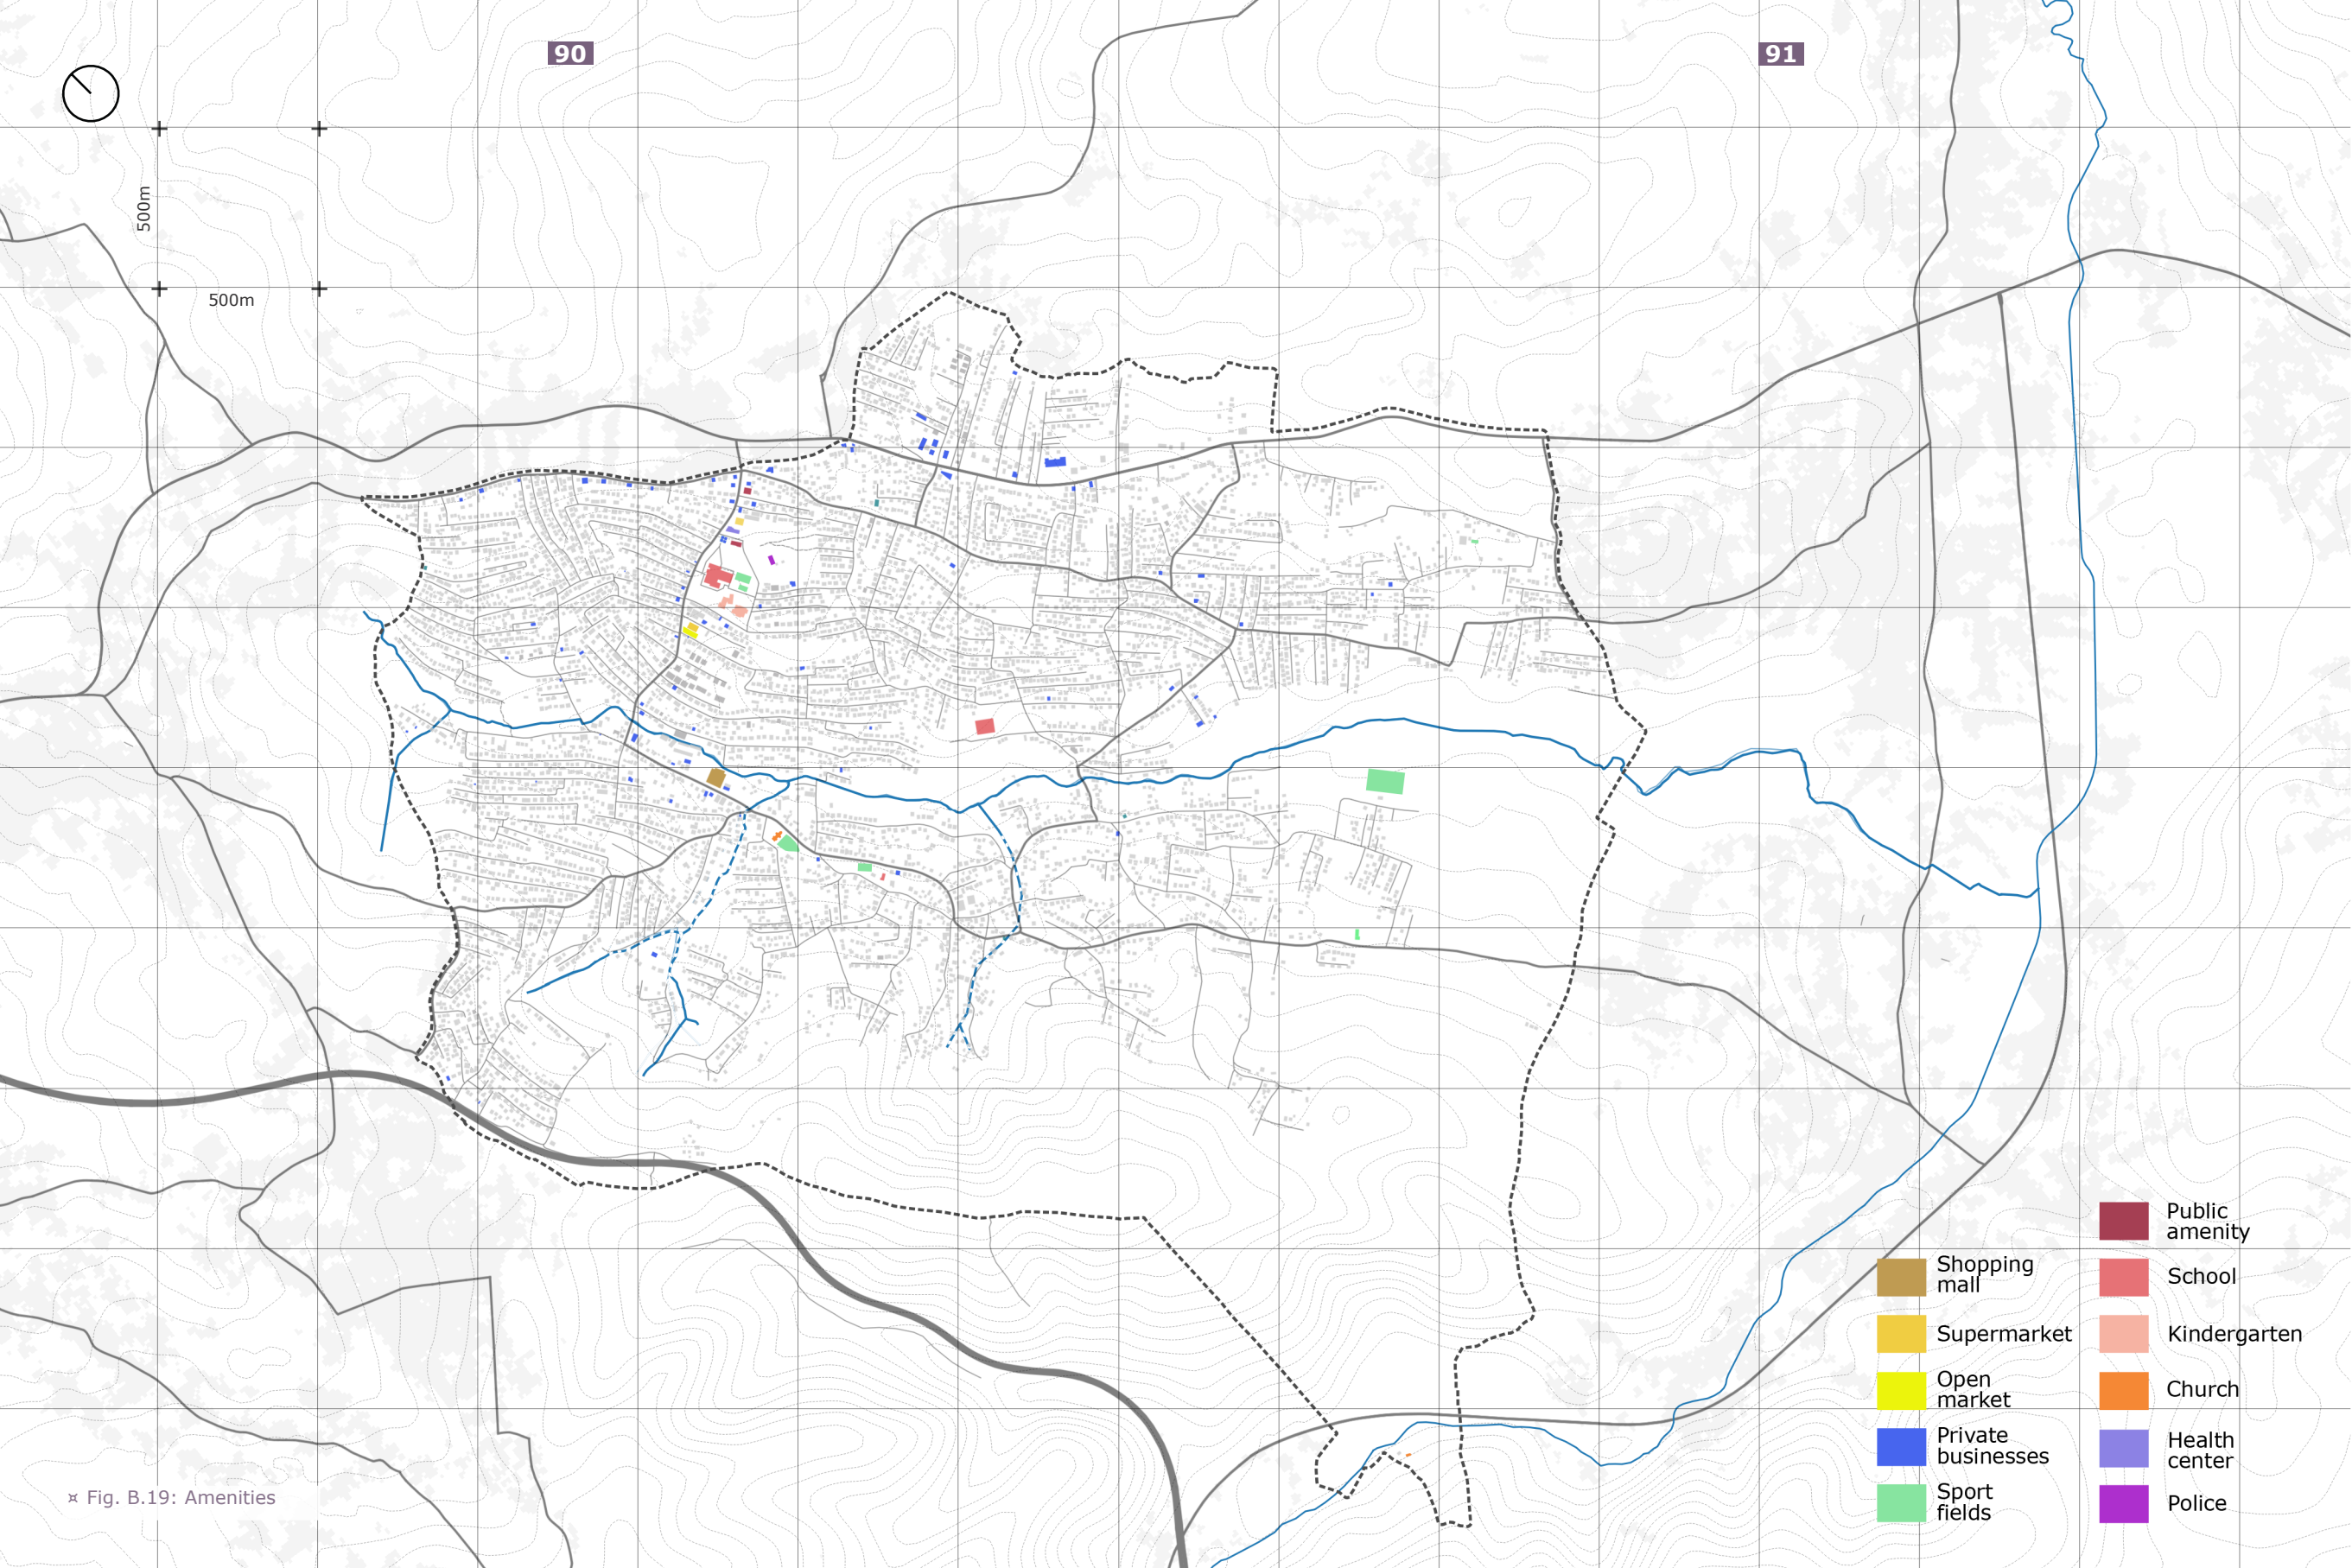 90
91
500m
500m
Public
amenity
Shopping
mall
School
Supermarket
Kindergarten
Open
market
Church
Private
businesses
Health
center
Sport
fields
Police
¤ Fig. B.19: Amenities